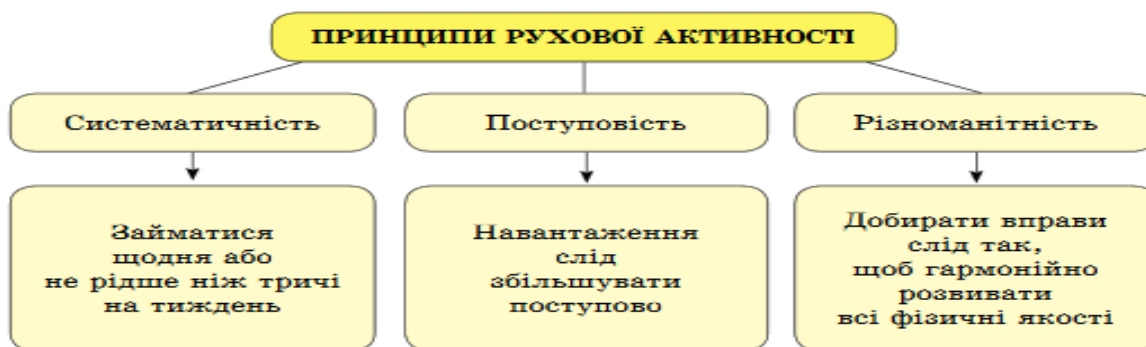 ПРИНЦИПИ РУХОВОЇ АКТИВНОСТІ
Систематичність
Поступовість
Різноманітність
Займатися
щодня або
не рідше ніж тричі
на тиждень
Навантаження
слід
збільшувати
поступово
Добирати вправи
слід так,
щоб гармонійно
розвивати
всі фізичні якості